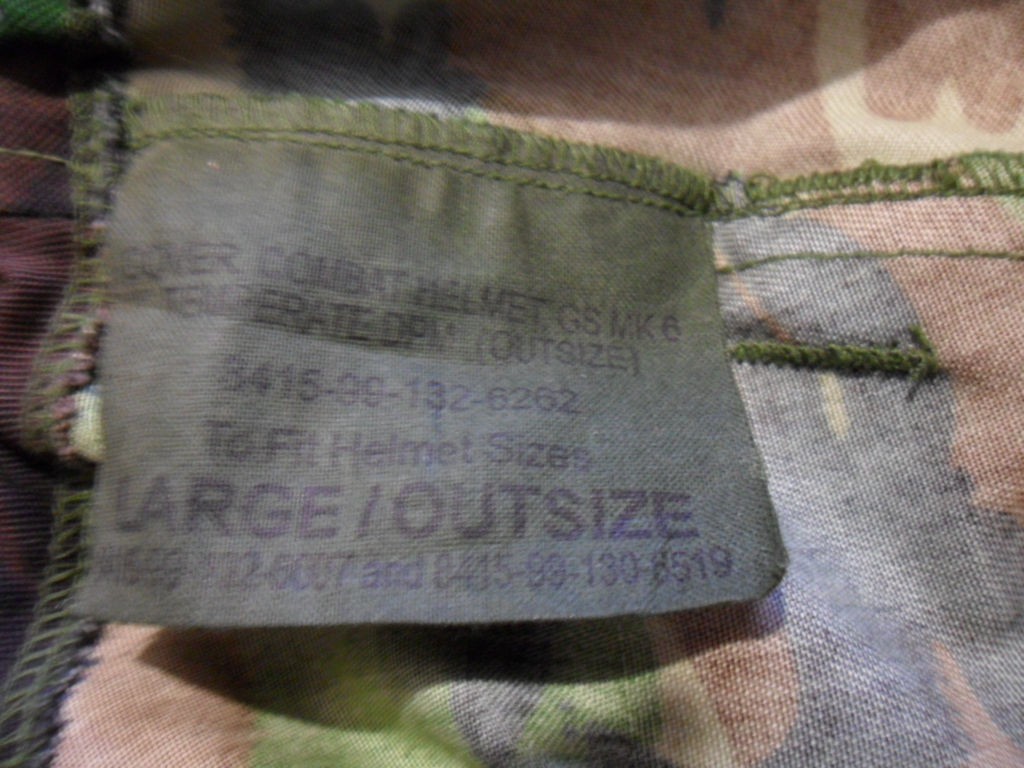 COVER, COMBAT HELMET, GS MK 6
TEMPERATE DPM (OUTSIZE)
8415-99-132-6262
To Fit Helmet Sizes
LARGE / OUTSIZE
and 8415-99-130-6519